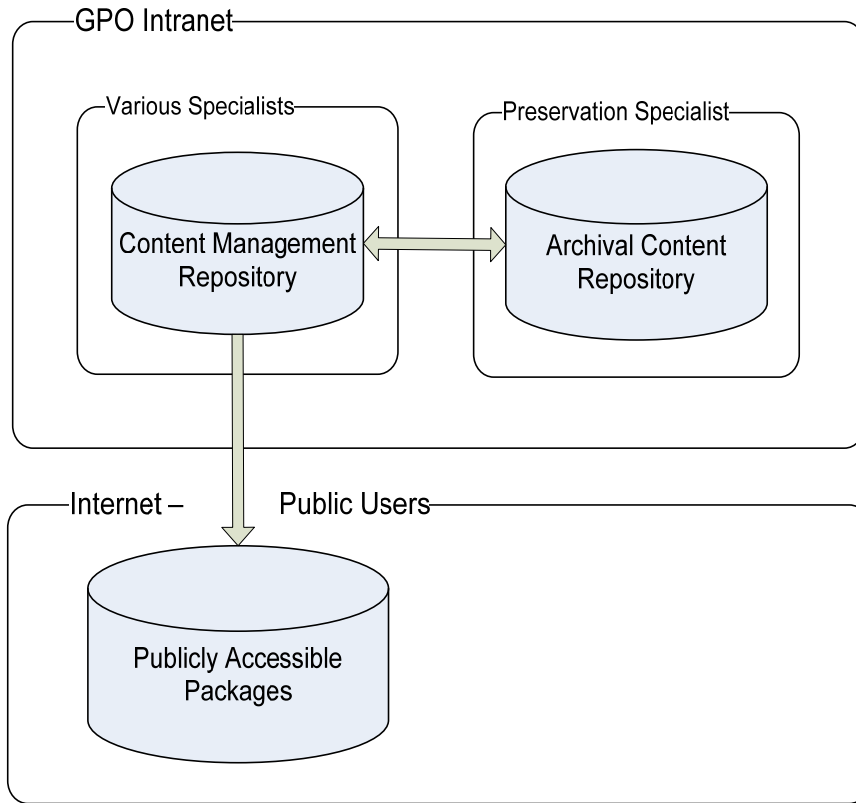 GPO Intranet
Various Specialists
Preservation Specialist
Content Management
Repository
Archival Content
Repository
Internet – Public Users
Publicly Accessible
Packages